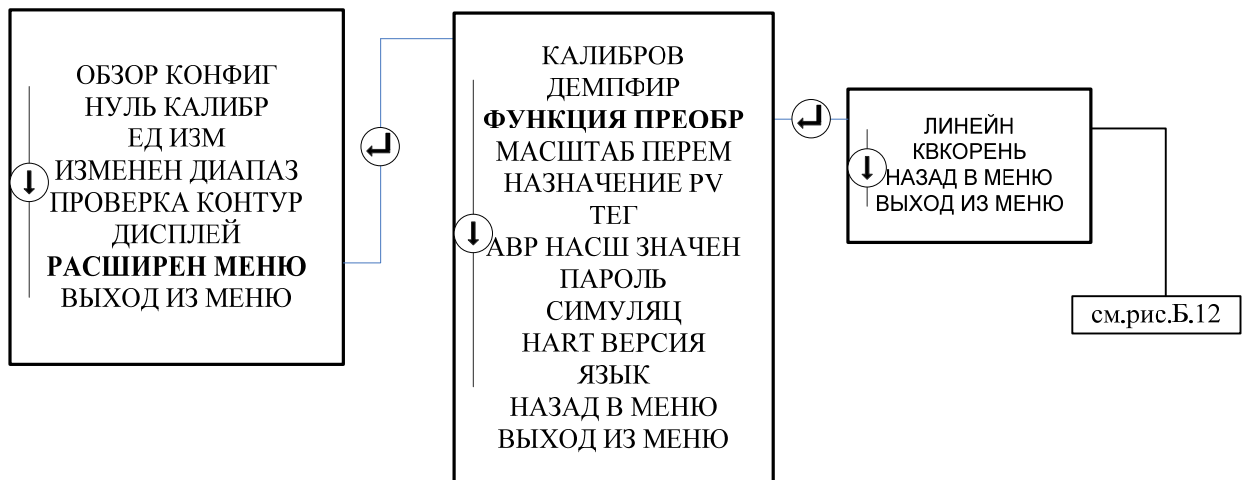 ОБЗОР КОНФИГ
НУЛЬ КАЛИБР
ЕД ИЗМ
ИЗМЕНЕН ДИАПАЗ
ПРОВЕРКА КОНТУР
ДИСПЛЕЙ
РАСШИРЕН МЕНЮ
ВЫХОД ИЗ МЕНЮ
КАЛИБРОВ
ДЕМПФИР
ФУНКЦИЯ ПРЕОБР
МАСШТАБ ПЕРЕМ
НАЗНАЧЕНИЕ PV
ТЕГ
АВР НАСШ ЗНАЧЕН
ПАРОЛЬ
СИМУЛЯЦ
HART ВЕРСИЯ
ЯЗЫК
НАЗАД В МЕНЮ
ВЫХОД ИЗ МЕНЮ
ЛИНЕЙН
КВКОРЕНЬ
НАЗАД В МЕНЮ
ВЫХОД ИЗ МЕНЮ
см.рис.Б.12